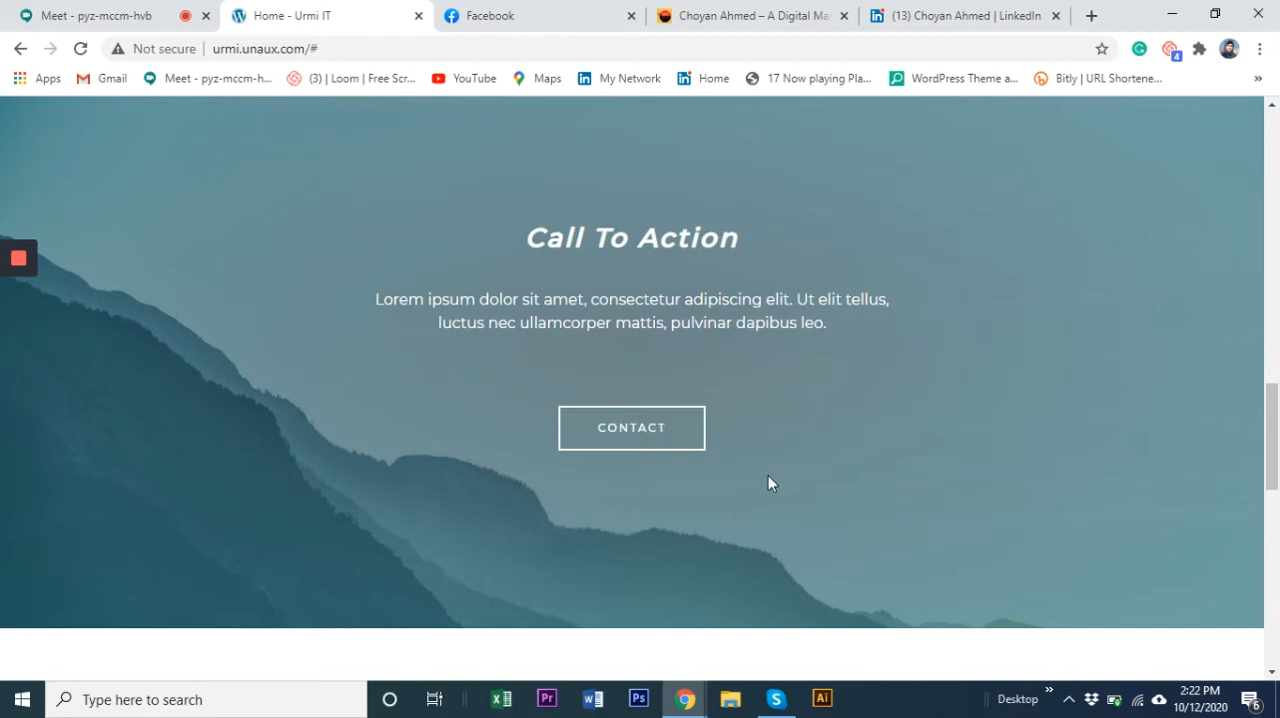 Meet - pyz-mccm-hvb
Home - Urmi IT
Facebook
Choyan Ahmed – A Digital Ma
(13) Choyan Ahmed | LinkedIn
Not secure
urmi.unaux.com/#
4
Apps
Gmail
Meet - pyz-mccm-h...
(3) | Loom | Free Scr...
YouTube
Maps
My Network
Home
17 Now playing Pla...
WordPress Theme a...
Bitly | URL Shortene...
Call To Action
Lorem ipsum dolor sit amet, consectetur adipiscing elit. Ut elit tellus,
luctus nec ullamcorper mattis, pulvinar dapibus leo.
CONTACT
Type here to search
Desktop
2:22 PM
10/12/2020
6